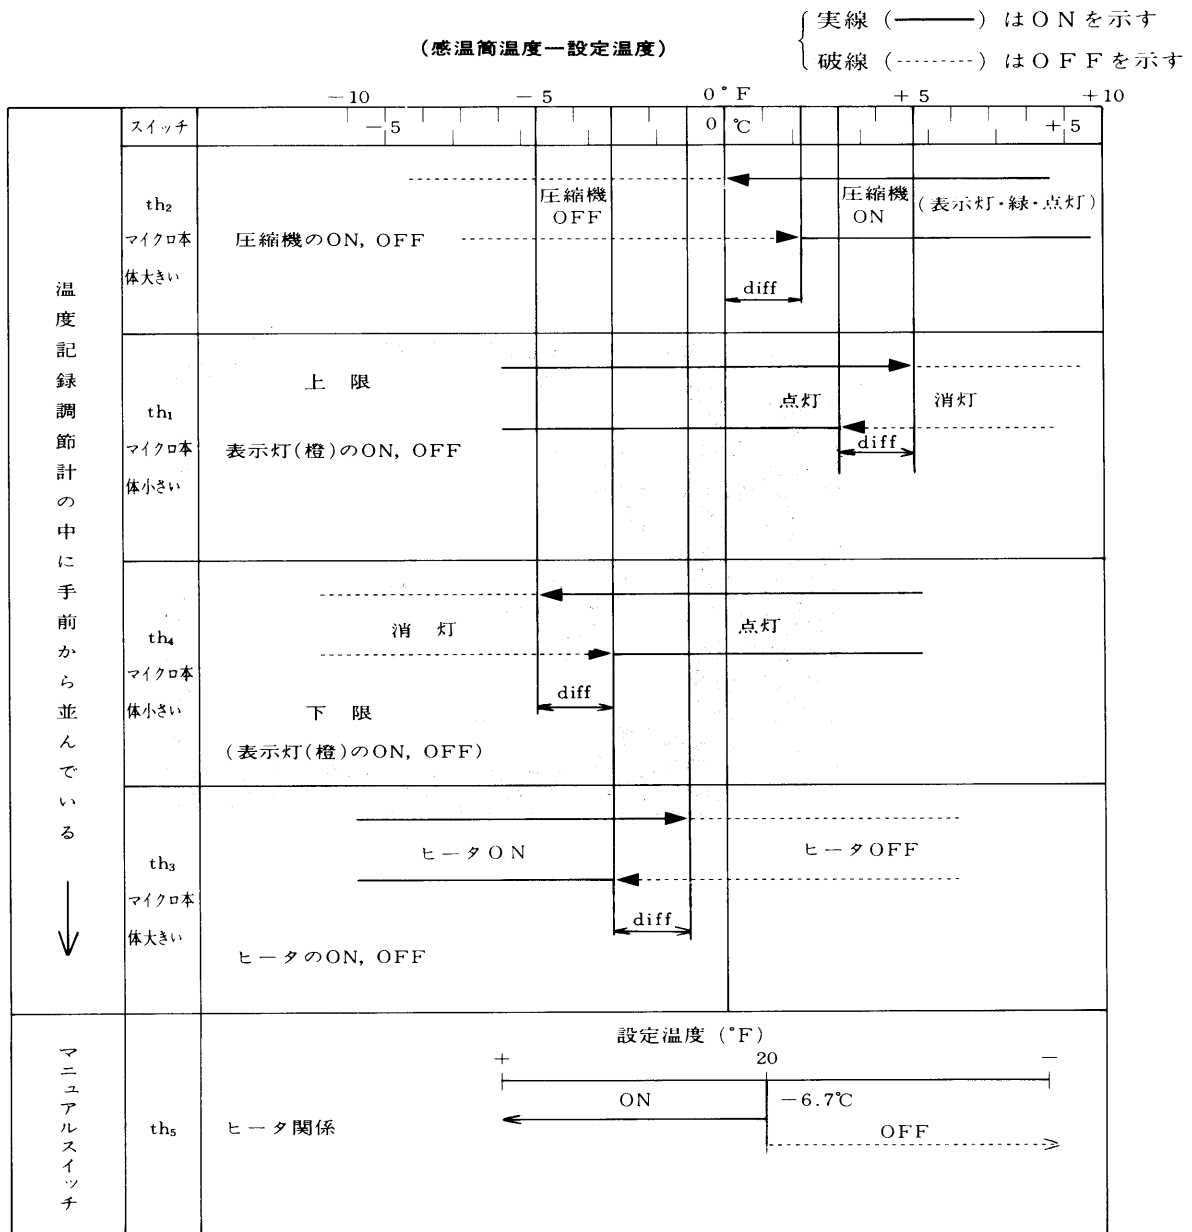 実線（―――）はＯＮを示す
(感温筒温度―設定温度)
破線（---------）はＯＦＦを示す
－10　－5　0°F　＋5　＋10
スイッチ　－5　0　℃　＋5
温度記録調節計の中に手前から並んでいる
th₂
マイクロ本
体大きい
圧縮機のON, OFF
圧縮機
OFF
圧縮機
ON
(表示灯・緑・点灯)
diff
th₁
マイクロ本
体小さい
上　限
表示灯(橙)のON, OFF
点灯
消灯
diff
th₄
マイクロ本
体小さい
消　灯
点灯
diff
下　限
(表示灯(橙)のON, OFF)
th₃
マイクロ本
体大きい
ヒータON
ヒータOFF
diff
ヒータのON, OFF
マニュアルスイッチ
th₅
ヒータ関係
設定温度 (°F)
＋　20　－
ON
－6.7℃
OFF